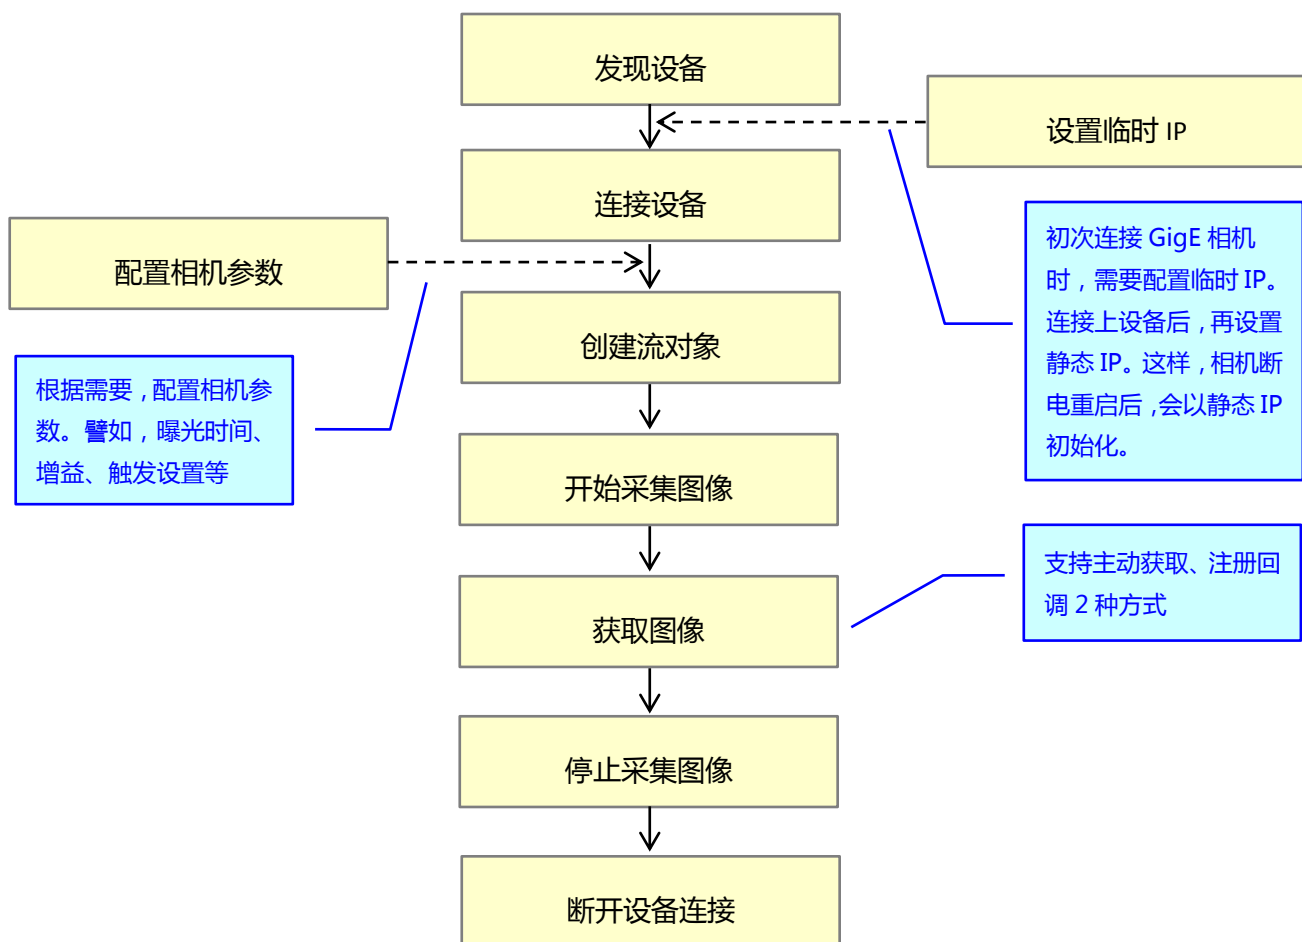 发现设备
设置临时 IP
连接设备
配置相机参数
初次连接 GigE 相机
时，需要配置临时 IP。
连接上设备后，再设置
静态 IP。这样，相机断
电重启后，会以静态 IP
初始化。
创建流对象
根据需要，配置相机参
数。譬如，曝光时间、
增益、触发设置等
开始采集图像
支持主动获取、注册回
调 2 种方式
获取图像
停止采集图像
断开设备连接